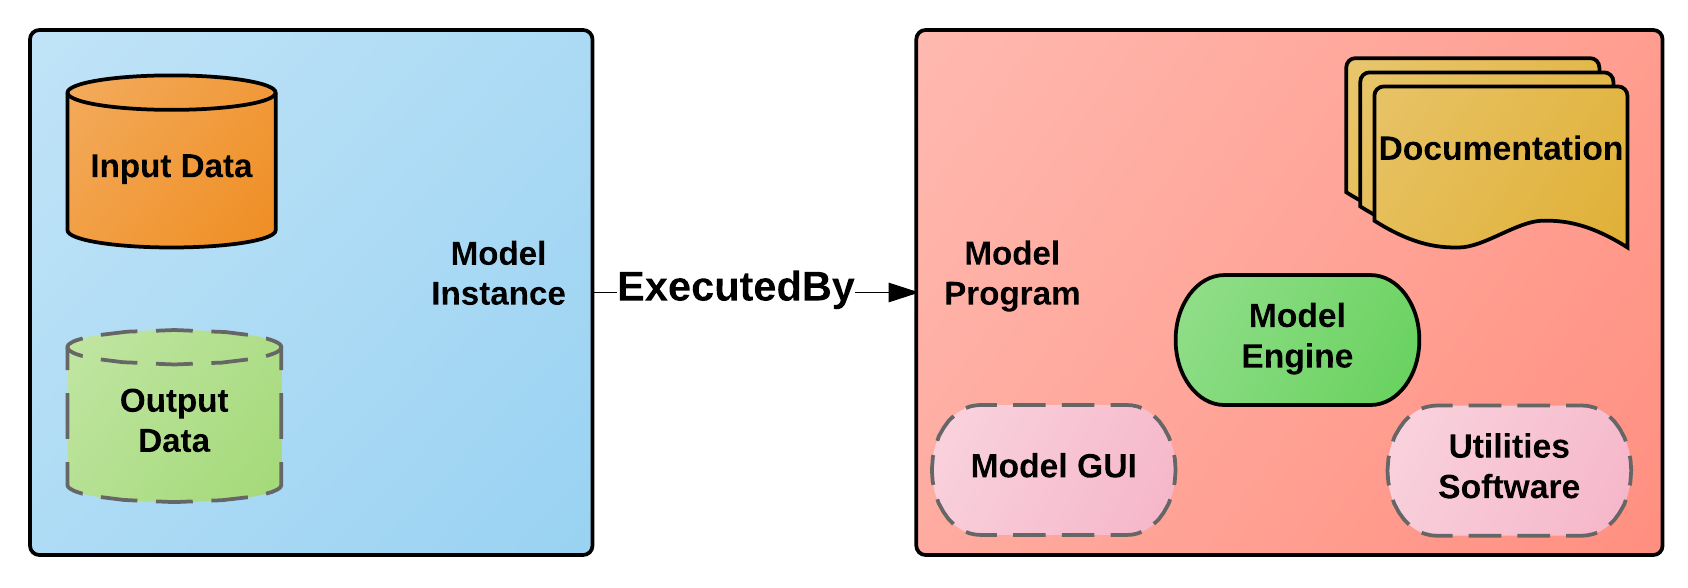 Input Data
Output
Data
Model
Instance
ExecutedBy
Model
Program
Documentation
Model
Engine
Model GUI
Utilities
Software